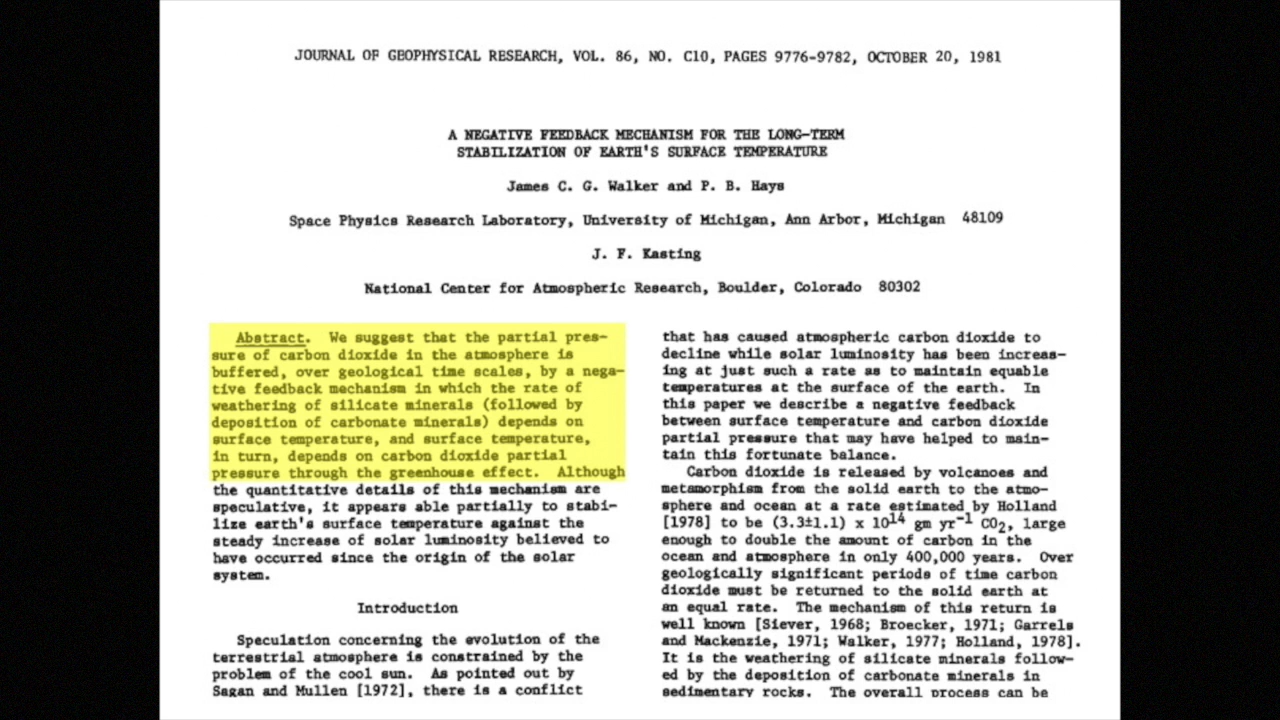 JOURNAL OF GEOPHYSICAL RESEARCH, VOL. 86, NO. C10, PAGES 9776-9782, OCTOBER 20, 1981
A NEGATIVE FEEDBACK MECHANISM FOR THE LONG-TERM
STABILIZATION OF EARTH'S SURFACE TEMPERATURE
James C. G. Walker and P. B. Hays
Space Physics Research Laboratory, University of Michigan, Ann Arbor, Michigan 48109
J. F. Kasting
National Center for Atmospheric Research, Boulder, Colorado 80302
Abstract. We suggest that the partial pres-
sure of carbon dioxide in the atmosphere is
buffered, over geological time scales, by a nega-
tive feedback mechanism in which the rate of
weathering of silicate minerals (followed by
deposition of carbonate minerals) depends on
surface temperature, and surface temperature,
in turn, depends on carbon dioxide partial
pressure through the greenhouse effect. Although
the quantitative details of this mechanism are
speculative, it appears able partially to stabi-
lize earth's surface temperature against the
steady increase of solar luminosity believed to
have occurred since the origin of the solar
system.
Introduction
Speculation concerning the evolution of the
terrestrial atmosphere is constrained by the
problem of the cool sun. As pointed out by
Sagan and Mullen [1972], there is a conflict
that has caused atmospheric carbon dioxide to
decline while solar luminosity has been increas-
ing at just such a rate as to maintain equable
temperatures at the surface of the earth. In
this paper we describe a negative feedback
between surface temperature and carbon dioxide
partial pressure that may have helped to main-
tain this fortunate balance.
Carbon dioxide is released by volcanoes and
metamorphism from the solid earth to the atmo-
sphere and ocean at a rate estimated by Holland
[1978] to be (3.3±1.1) x 10¹⁴ gm yr⁻¹ CO₂, large
enough to double the amount of carbon in the
ocean and atmosphere in only 400,000 years. Over
geologically significant periods of time carbon
dioxide must be returned to the solid earth at
an equal rate. The mechanism of this return is
well known [Siever, 1968; Broecker, 1971; Garrels
and Mackenzie, 1971; Walker, 1977; Holland, 1978].
It is the weathering of silicate minerals follow-
ed by the deposition of carbonate minerals in
sedimentary rocks. The overall process can be